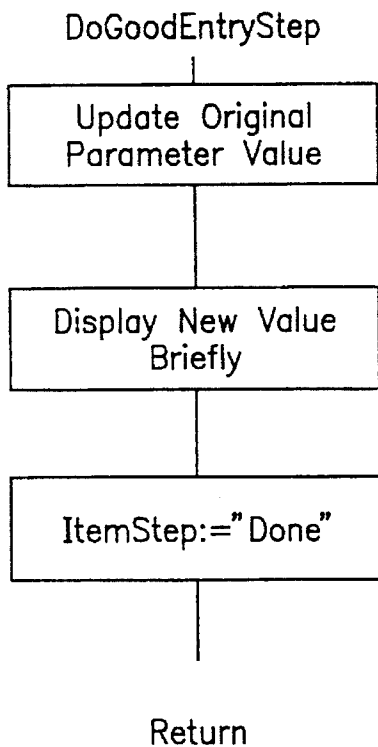 DoGoodEntryStep
Update Original
Parameter Value
Display New Value
Briefly
ItemStep:="Done"
Return